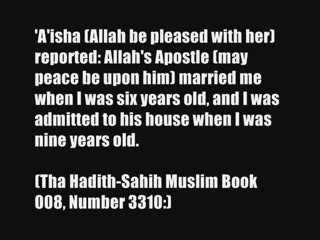 'A'isha (Allah be pleased with her)
reported: Allah's Apostle (may
peace be upon him) married me
when I was six years old, and I was
admitted to his house when I was
nine years old.
(Tha Hadith-Sahih Muslim Book
008, Number 3310:)